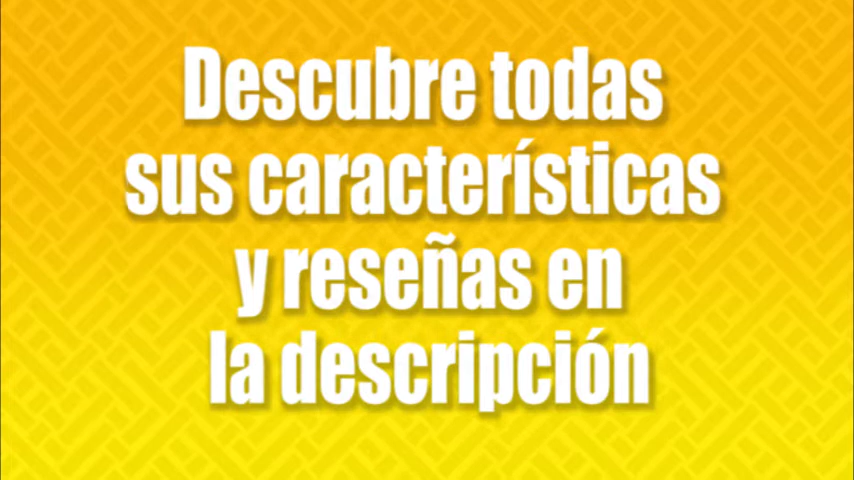 Descubre todas
sus características
y reseñas en
la descripción